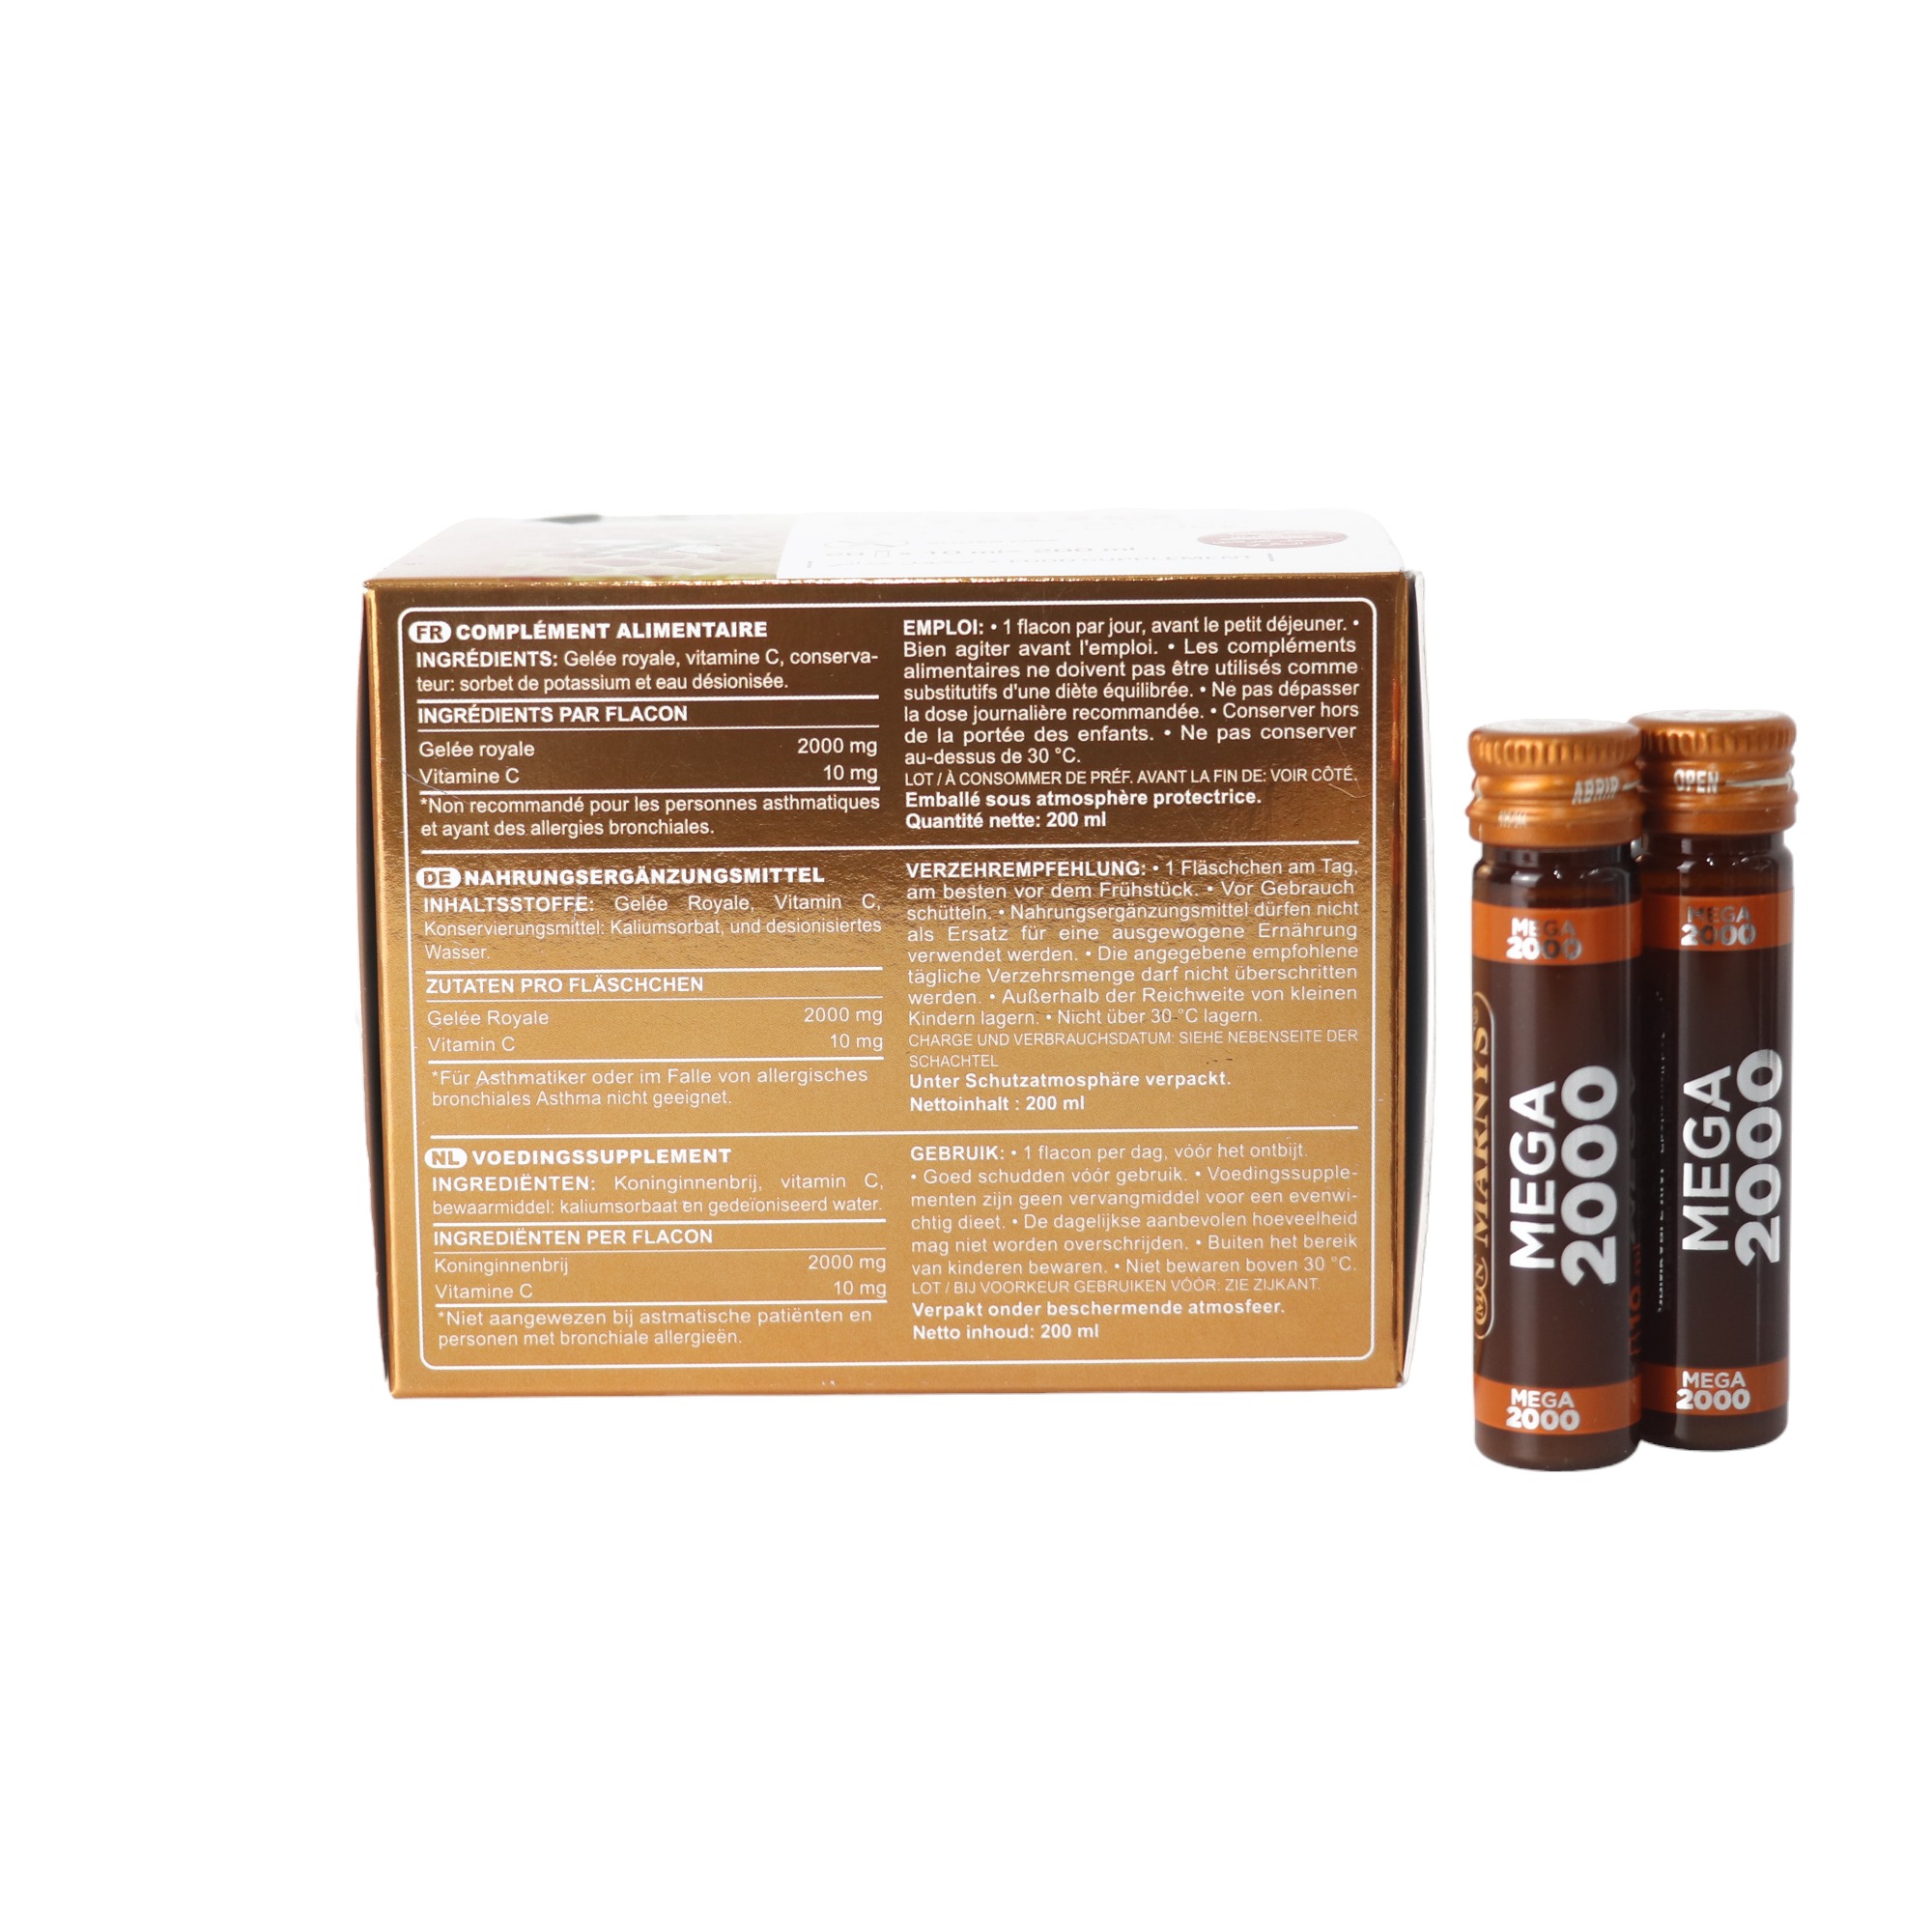 FR COMPLÉMENT ALIMENTAIRE
INGRÉDIENTS: Gelée royale, vitamine C, conserva-
teur: sorbet de potassium et eau désionisée.
INGRÉDIENTS PAR FLACON
Gelée royale 2000 mg
Vitamine C 10 mg
*Non recommandé pour les personnes asthmatiques
et ayant des allergies bronchiales.
EMPLOI: • 1 flacon par jour, avant le petit déjeuner. •
Bien agiter avant l'emploi. • Les compléments
alimentaires ne doivent pas être utilisés comme
substitutifs d'une diète équilibrée. • Ne pas dépasser
la dose journalière recommandée. • Conserver hors
de la portée des enfants. • Ne pas conserver
au-dessus de 30 °C.
LOT / À CONSOMMER DE PRÉF. AVANT LA FIN DE: VOIR CÔTÉ.
Emballé sous atmosphère protectrice.
Quantité nette: 200 ml
DE NAHRUNGSERGÄNZUNGSMITTEL
INHALTSSTOFFE: Gelée Royale, Vitamin C,
Konservierungsmittel: Kaliumsorbat, und desionisiertes
Wasser.
ZUTATEN PRO FLÄSCHCHEN
Gelée Royale 2000 mg
Vitamin C 10 mg
*Für Asthmatiker oder im Falle von allergisches
bronchiales Asthma nicht geeignet.
VERZEHREMPFEHLUNG: • 1 Fläschchen am Tag,
am besten vor dem Frühstück. • Vor Gebrauch
schütteln. • Nahrungsergänzungsmittel dürfen nicht
als Ersatz für eine ausgewogene Ernährung
verwendet werden. • Die angegebene empfohlene
tägliche Verzehrsmenge darf nicht überschritten
werden. • Außerhalb der Reichweite von kleinen
Kindern lagern. • Nicht über 30 °C lagern.
CHARGE UND VERBRAUCHSDATUM: SIEHE NEBENSEITE DER
SCHACHTEL
Unter Schutzatmosphäre verpackt.
Nettoinhalt : 200 ml
NL VOEDINGSSUPPLEMENT
INGREDIËNTEN: Koninginnenbrij, vitamin C,
bewaarmiddel: kaliumsorbaat en gedeïoniseerd water.
INGREDIËNTEN PER FLACON
Koninginnenbrij 2000 mg
Vitamine C 10 mg
*Niet aangewezen bij astmatische patiënten en
personen met bronchiale allergieën.
GEBRUIK: • 1 flacon per dag, vóór het ontbijt.
• Goed schudden vóór gebruik. • Voedingssupple-
menten zijn geen vervangmiddel voor een evenwi-
chtig dieet. • De dagelijkse aanbevolen hoeveelheid
mag niet worden overschrijden. • Buiten het bereik
van kinderen bewaren. • Niet bewaren boven 30 °C.
LOT / BIJ VOORKEUR GEBRUIKEN VÓÓR: ZIE ZIJKANT.
Verpakt onder beschermende atmosfeer.
Netto inhoud: 200 ml
ABRIR
MEGA
2000
MN MARNYS®
MEGA
2000
MEGA
2000
OPEN
MEGA
2000
MEGA
2000
MEGA
2000